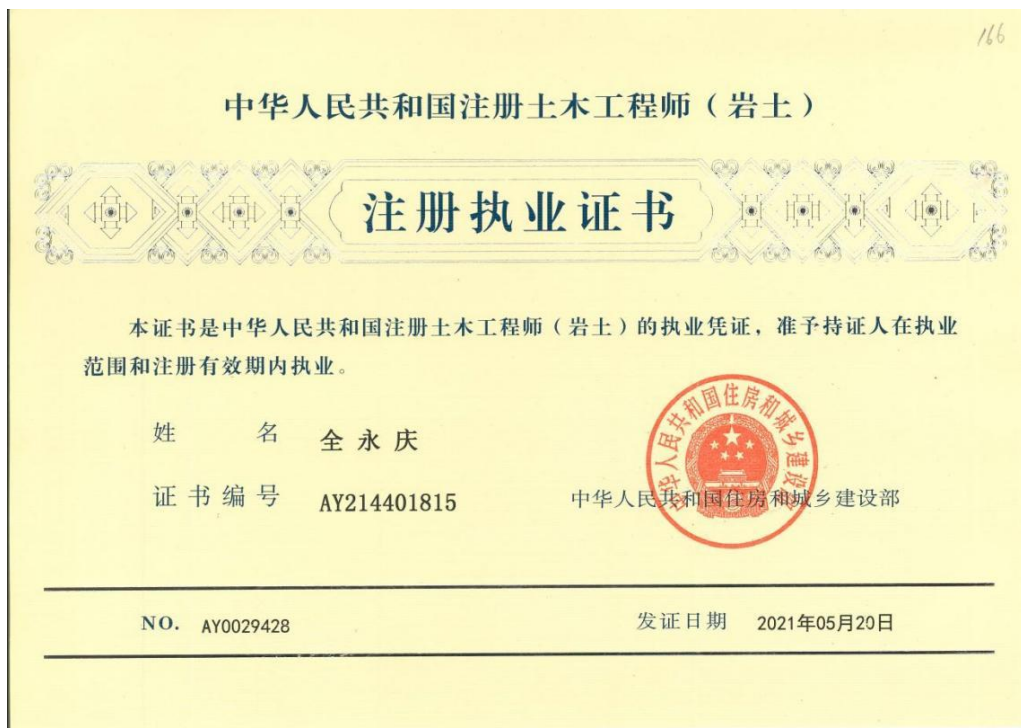 166
中华人民共和国注册土木工程师（岩土）
注册执业证书
本证书是中华人民共和国注册土木工程师（岩土）的执业凭证，准予持证人在执业
范围和注册有效期内执业。
姓 名 全永庆
证书编号 AY214401815
中华人民共和国住房和城乡建设部
中华人民共和国住房和城乡建设部
NO. AY0029428
发证日期 2021年05月20日